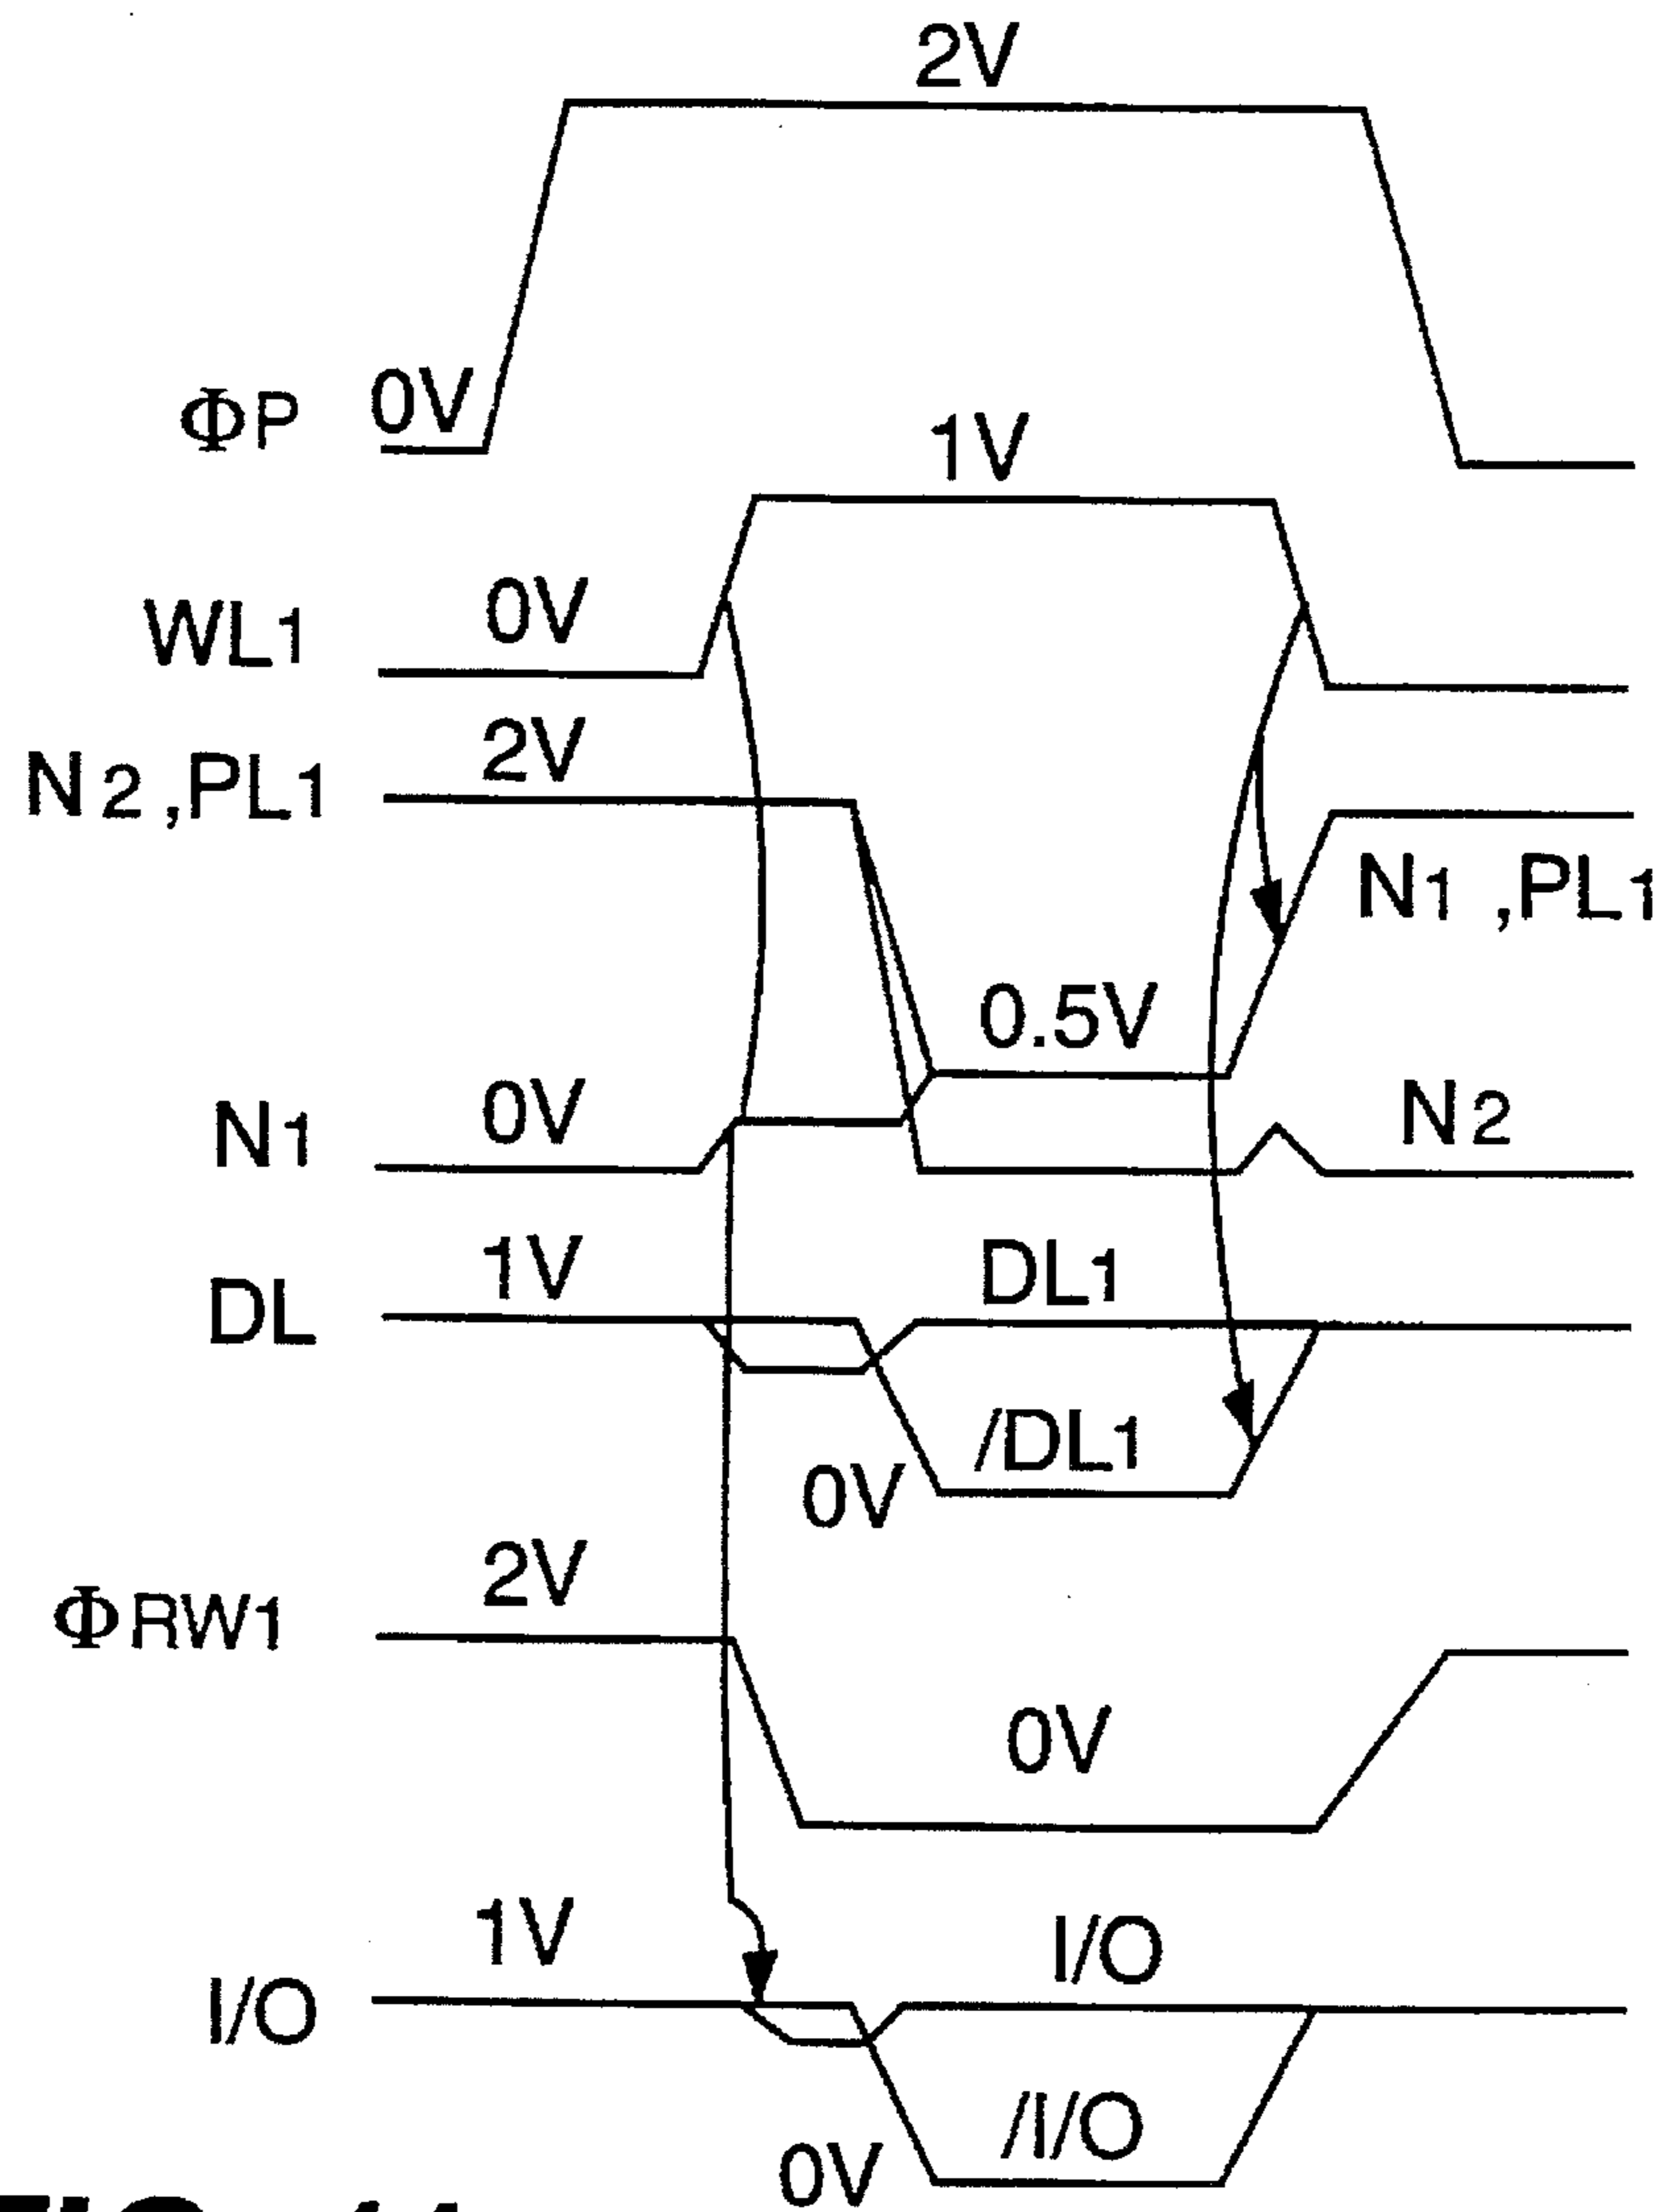 2V
ΦP 0V
1V
WL1 0V
N2,PL1 2V
N1,PL1
0.5V
N1 0V N2
DL 1V DL1
/DL1
0V
ΦRW1 2V
0V
I/O 1V I/O
/I/O
0V